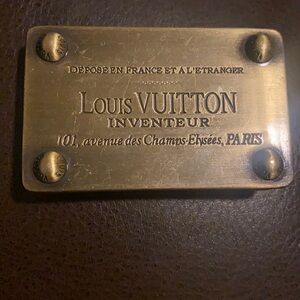 DEPOSE EN FRANCE ET A L'ETRANGER
LOUIS VUITTON
INVENTEUR
101, avenue des Champs-Elysées, PARIS